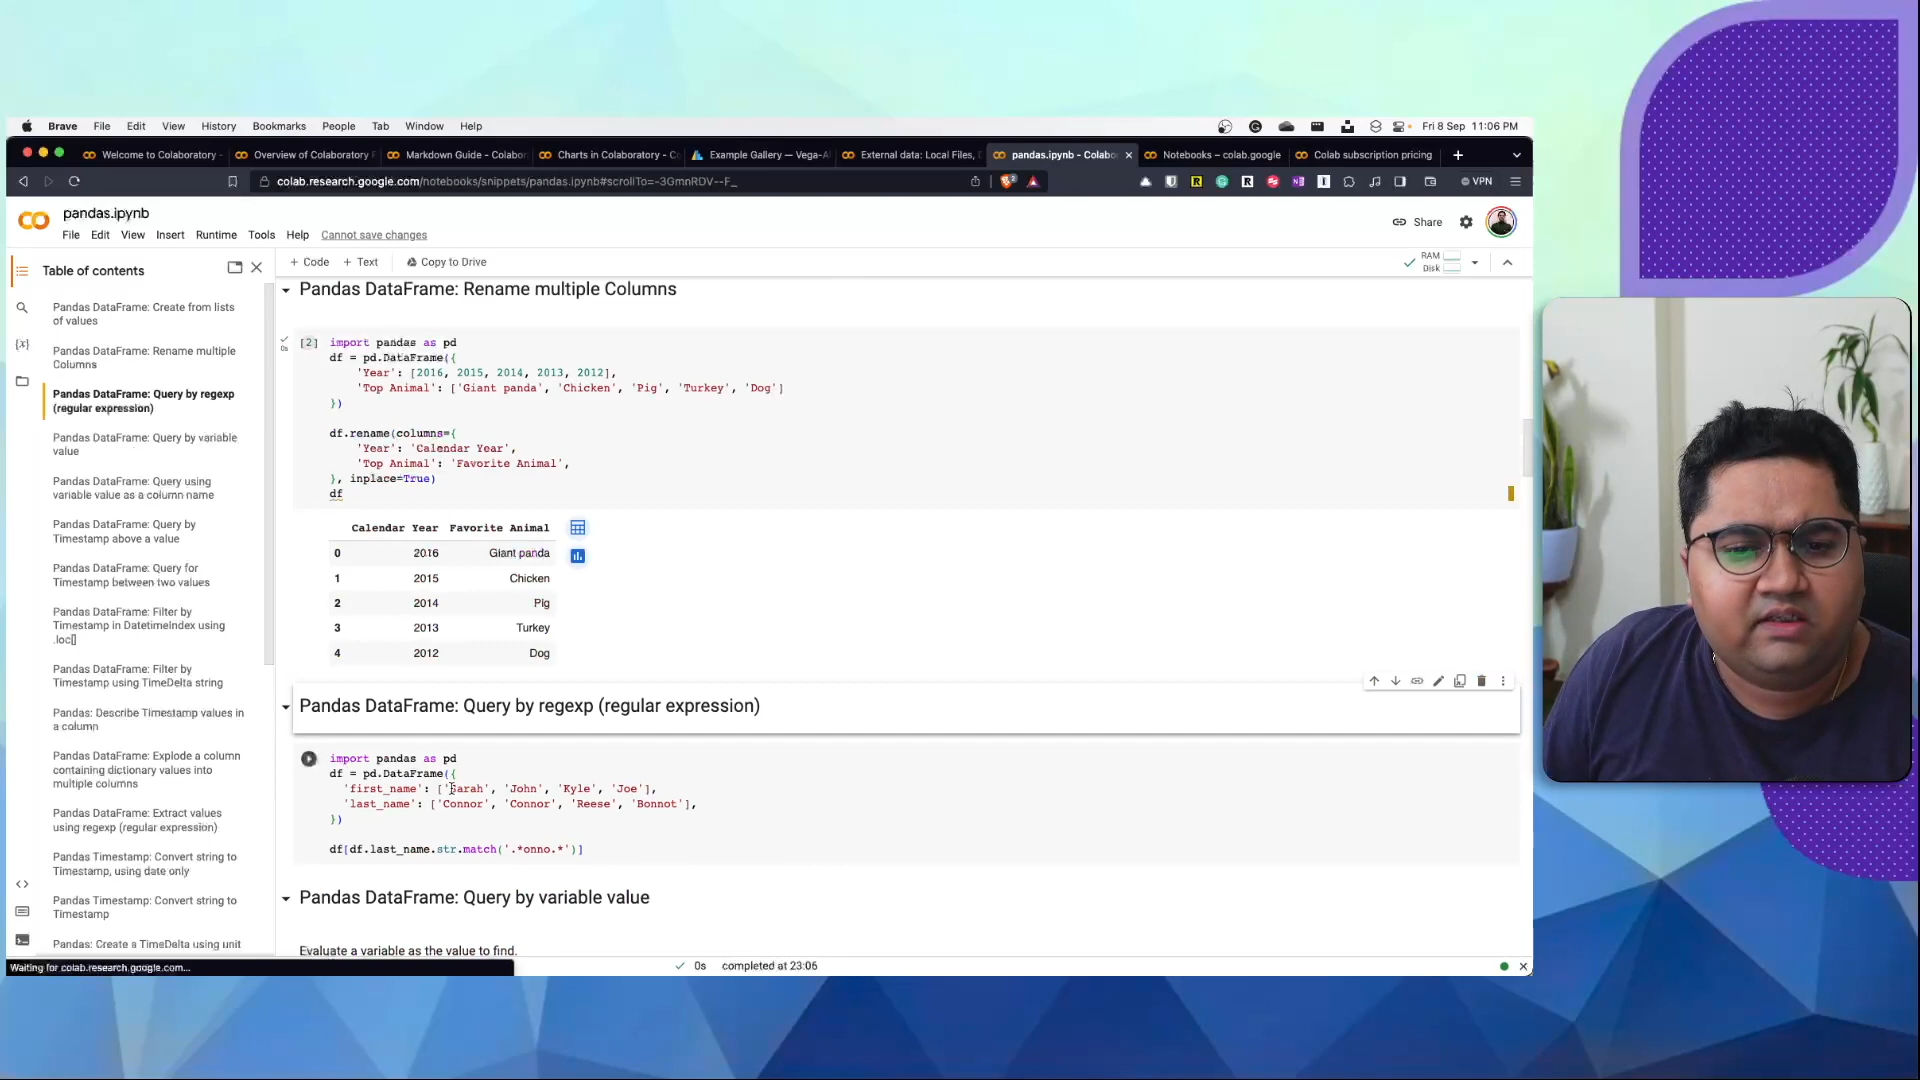 Brave File Edit View History Bookmarks People Tab Window Help
Fri 8 Sep 11:06 PM
Welcome to Colaboratory -
Overview of Colaboratory F
Markdown Guide - Colabor
Charts in Colaboratory - C
Example Gallery — Vega-A
External data: Local Files,
pandas.ipynb - Colabo
Notebooks – colab.google
Colab subscription pricing
colab.research.google.com/notebooks/snippets/pandas.ipynb#scrollTo=-3GmnRDV--F_
VPN
pandas.ipynb
Share
File Edit View Insert Runtime Tools Help Cannot save changes
+ Code + Text Copy to Drive
RAM
Disk
Table of contents
Pandas DataFrame: Create from lists
of values
Pandas DataFrame: Rename multiple
Columns
Pandas DataFrame: Query by regexp
(regular expression)
Pandas DataFrame: Query by variable
value
Pandas DataFrame: Query using
variable value as a column name
Pandas DataFrame: Query by
Timestamp above a value
Pandas DataFrame: Query for
Timestamp between two values
Pandas DataFrame: Filter by
Timestamp in DatetimeIndex using
.loc[]
Pandas DataFrame: Filter by
Timestamp using TimeDelta string
Pandas: Describe Timestamp values in
a column
Pandas DataFrame: Explode a column
containing dictionary values into
multiple columns
Pandas DataFrame: Extract values
using regexp (regular expression)
Pandas Timestamp: Convert string to
Timestamp, using date only
Pandas Timestamp: Convert string to
Timestamp
Pandas: Create a TimeDelta using unit
Pandas DataFrame: Rename multiple Columns
[2]
0s
import pandas as pd
df = pd.DataFrame({
'Year': [2016, 2015, 2014, 2013, 2012],
'Top Animal': ['Giant panda', 'Chicken', 'Pig', 'Turkey', 'Dog']
})
df.rename(columns={
'Year': 'Calendar Year',
'Top Animal': 'Favorite Animal',
}, inplace=True)
df
Calendar Year Favorite Animal
0 2016 Giant panda
1 2015 Chicken
2 2014 Pig
3 2013 Turkey
4 2012 Dog
Pandas DataFrame: Query by regexp (regular expression)
import pandas as pd
df = pd.DataFrame({
'first_name': ['Sarah', 'John', 'Kyle', 'Joe'],
'last_name': ['Connor', 'Connor', 'Reese', 'Bonnot'],
})
df[df.last_name.str.match('.*onno.*')]
Pandas DataFrame: Query by variable value
Evaluate a variable as the value to find.
Waiting for colab.research.google.com...
0s completed at 23:06